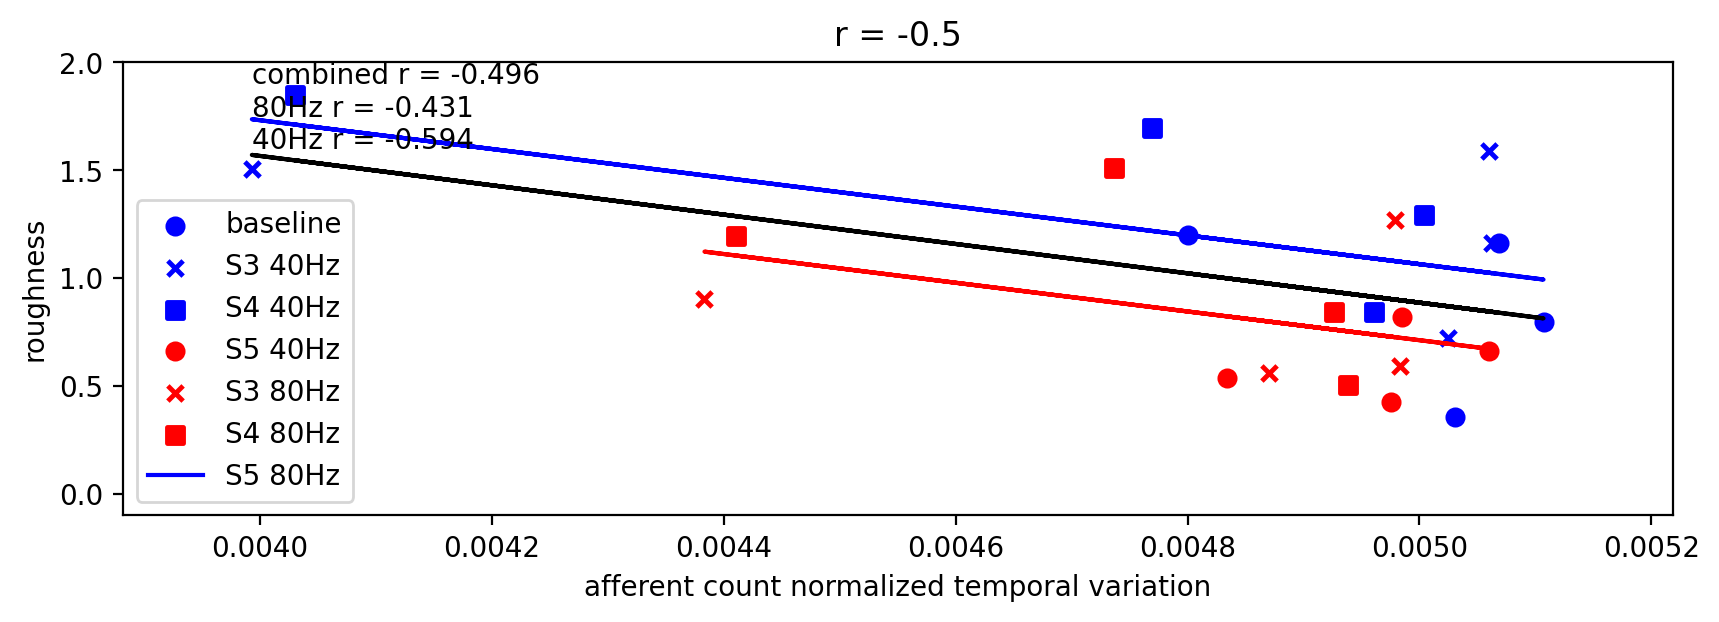 r = -0.5
combined r = -0.496
80Hz r = -0.431
40Hz r = -0.594
2.0
1.5
1.0
0.5
0.0
roughness
baseline
S3 40Hz
S4 40Hz
S5 40Hz
S3 80Hz
S4 80Hz
S5 80Hz
0.0040 0.0042 0.0044 0.0046 0.0048 0.0050 0.0052
afferent count normalized temporal variation